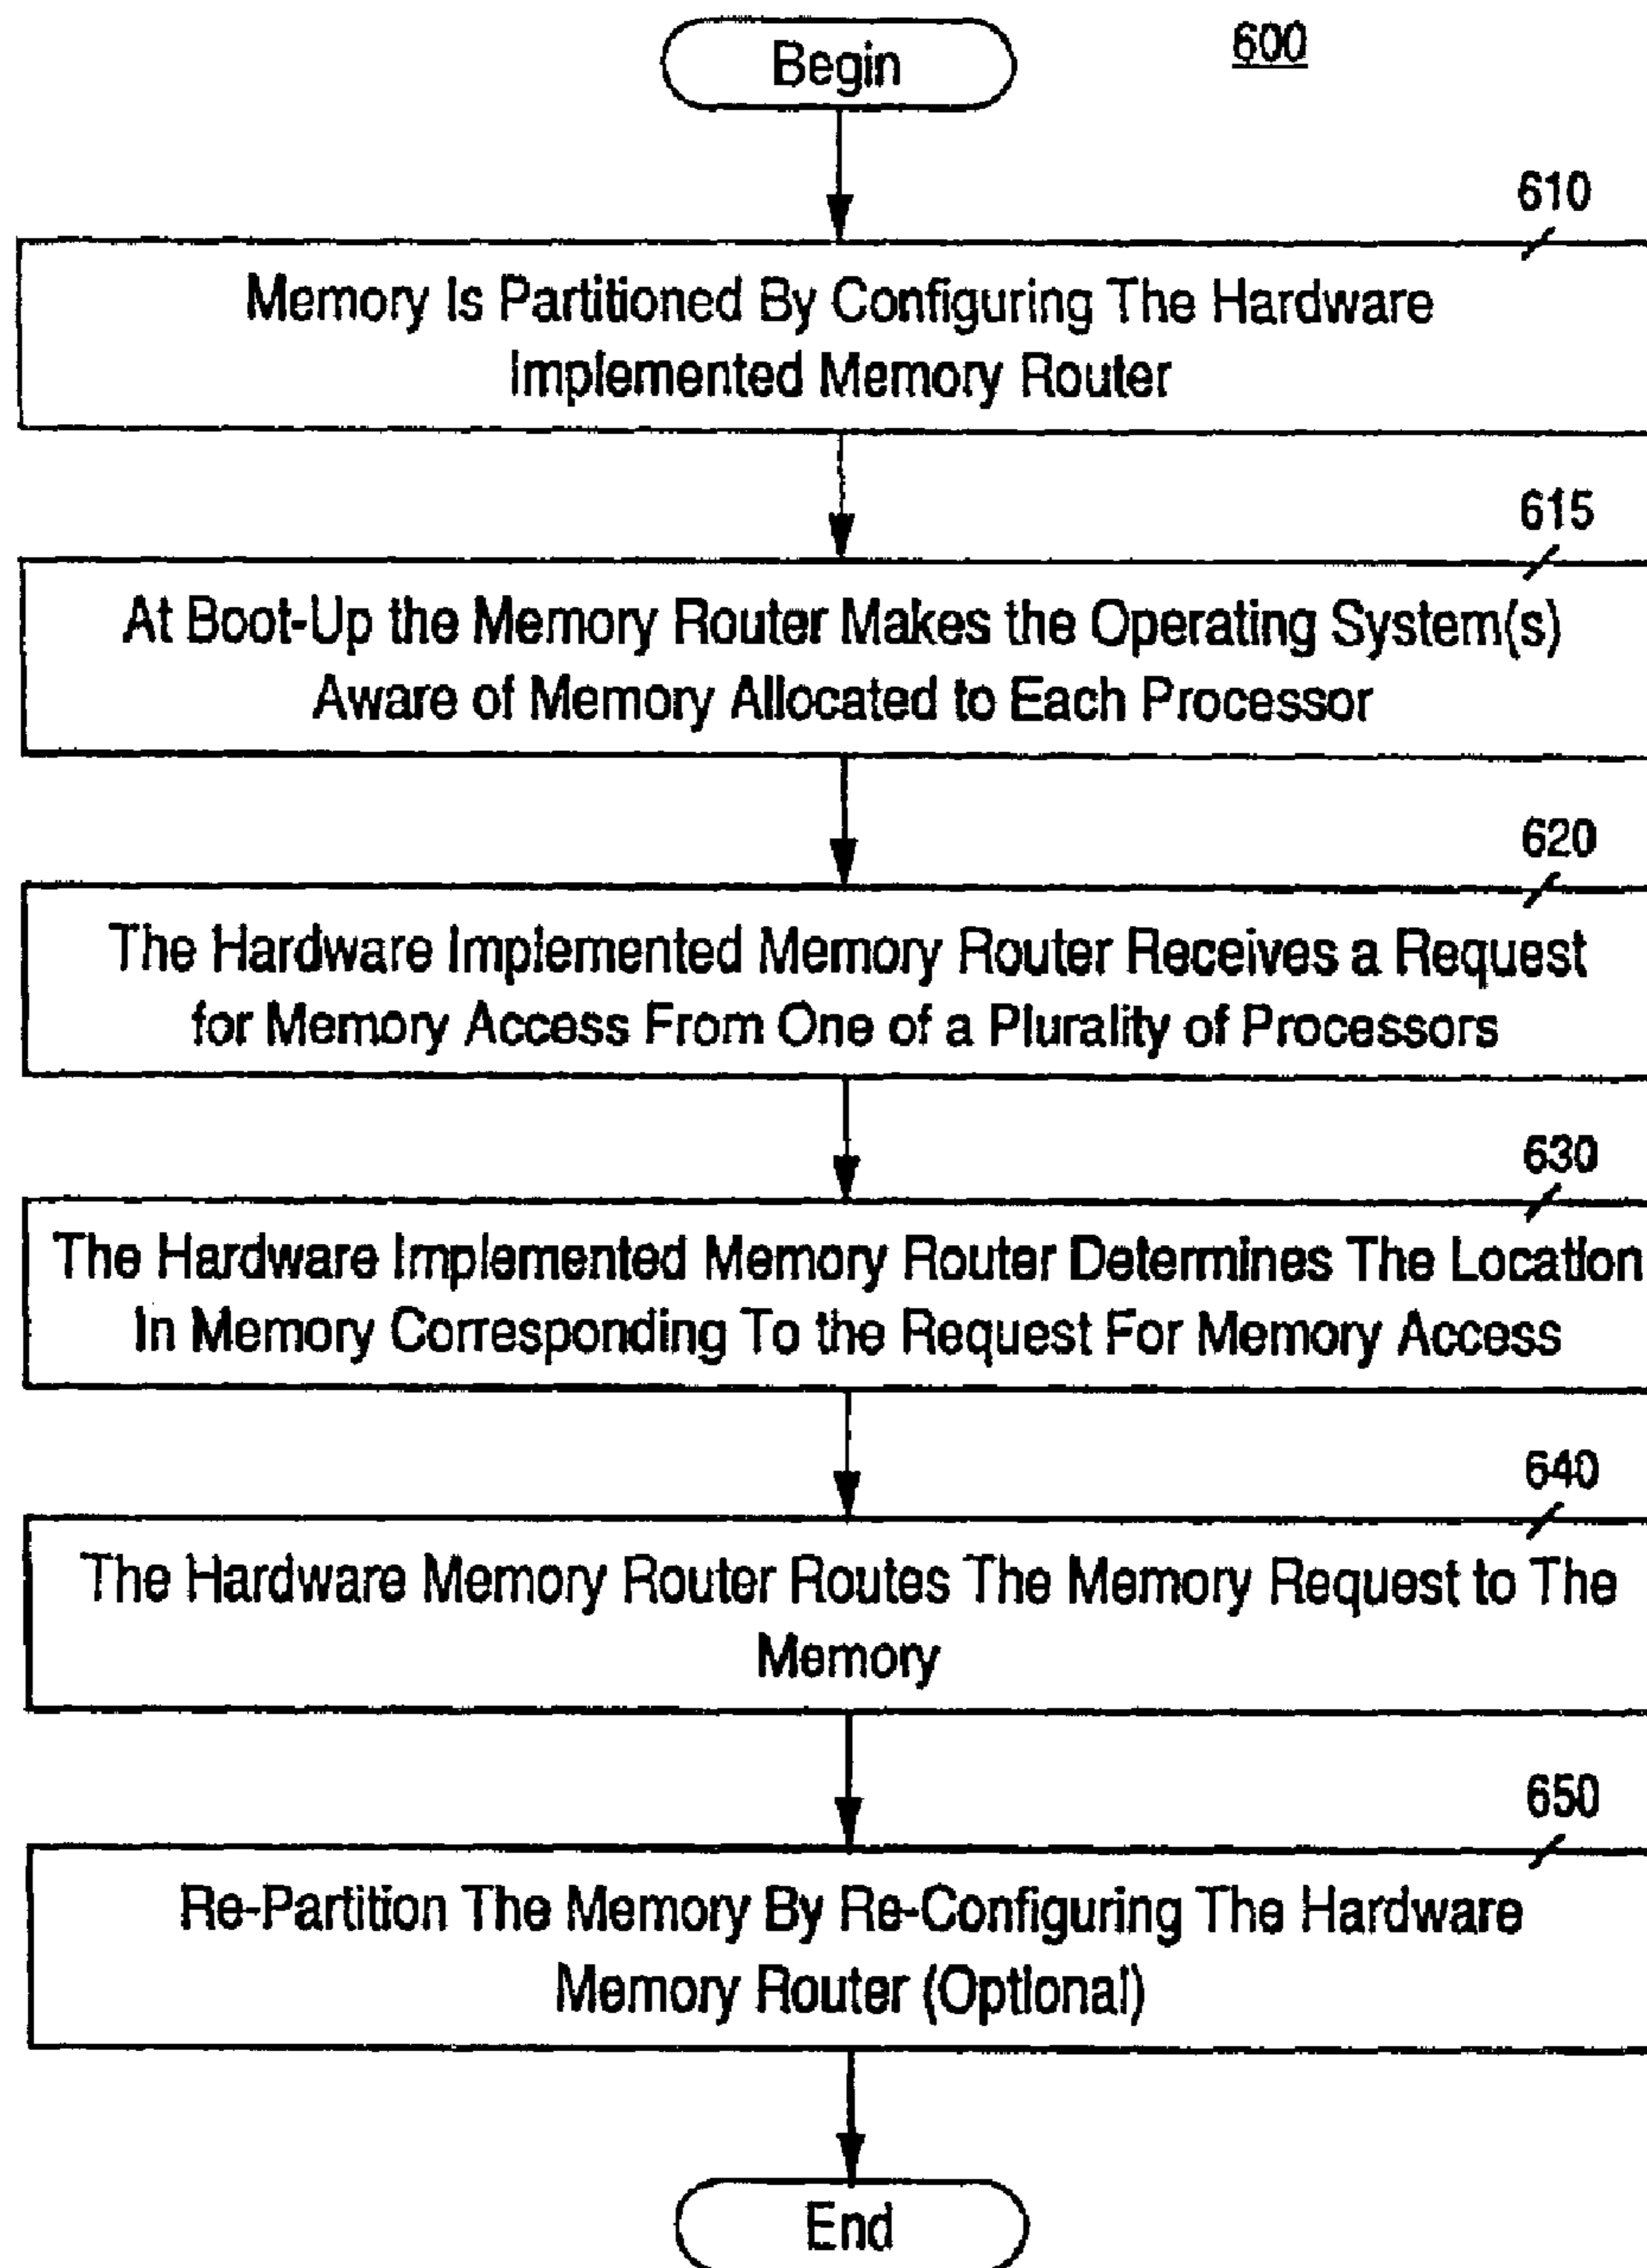 Begin
600
610
Memory Is Partitioned By Configuring The Hardware
Implemented Memory Router
615
At Boot-Up the Memory Router Makes the Operating System(s)
Aware of Memory Allocated to Each Processor
620
The Hardware Implemented Memory Router Receives a Request
for Memory Access From One of a Plurality of Processors
630
The Hardware Implemented Memory Router Determines The Location
In Memory Corresponding To the Request For Memory Access
640
The Hardware Memory Router Routes The Memory Request to The
Memory
650
Re-Partition The Memory By Re-Configuring The Hardware
Memory Router (Optional)
End